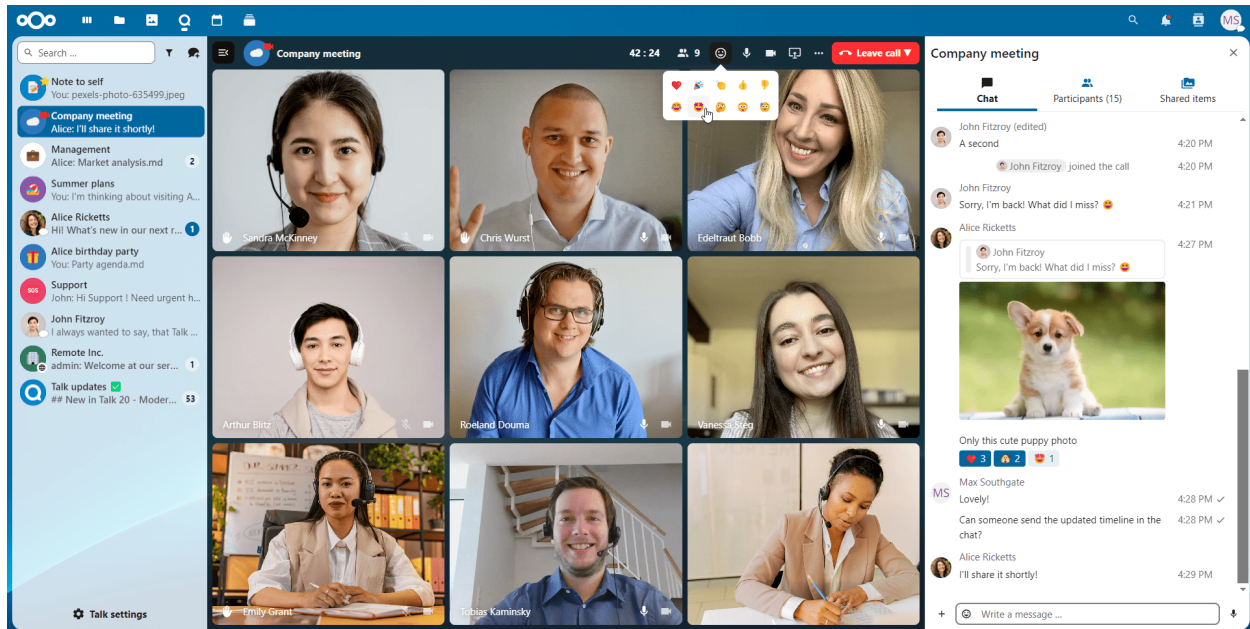 MS
Search ...
Note to self
You: pexels-photo-635499.jpeg
Company meeting
Alice: I'll share it shortly!
Management
Alice: Market analysis.md
2
Summer plans
You: I'm thinking about visiting A...
Alice Ricketts
Hi! What's new in our next r...
1
Alice birthday party
You: Party agenda.md
SOS
Support
John: Hi Support ! Need urgent h...
John Fitzroy
I always wanted to say, that Talk ...
Remote Inc.
admin: Welcome at our ser...
1
Talk updates ✅
## New in Talk 20 - Moder...
53
Talk settings
Company meeting
42 : 24
9
Leave call
Sandra McKinney
Chris Wurst
Edeltraut Bobb
Arthur Blitz
Roeland Douma
Vanessa Steg
Emily Grant
Tobias Kaminsky
Company meeting
Chat
Participants (15)
Shared items
John Fitzroy (edited)
A second
4:20 PM
John Fitzroy joined the call
4:20 PM
John Fitzroy
Sorry, I'm back! What did I miss? 😄
4:21 PM
Alice Ricketts
John Fitzroy
4:27 PM
Sorry, I'm back! What did I miss? 😄
Only this cute puppy photo
❤️ 3
2
😍 1
MS
Max Southgate
Lovely!
4:28 PM
Can someone send the updated timeline in the
4:28 PM
chat?
Alice Ricketts
I'll share it shortly!
4:29 PM
Write a message ...